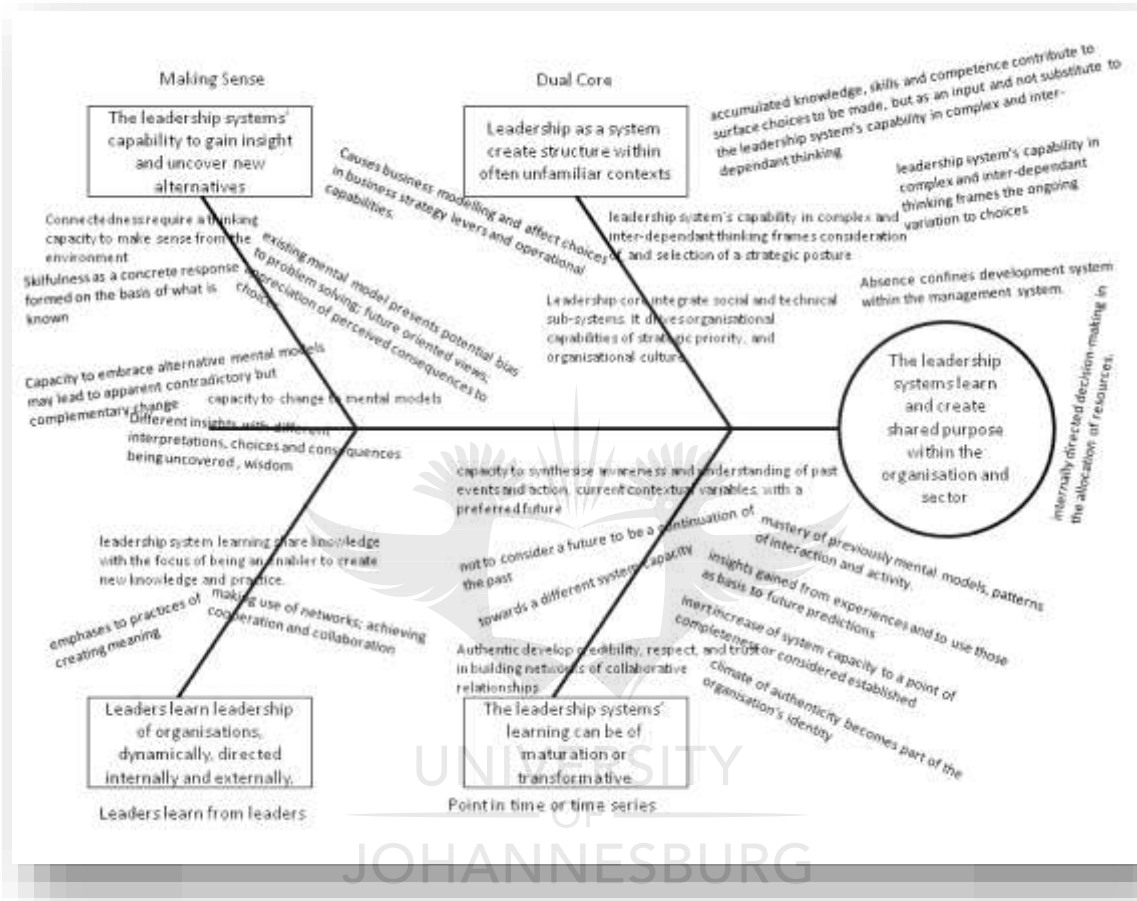 Making Sense
The leadership systems'
capability to gain insight
and uncover new
alternatives
Dual Core
Leadership as a system
create structure within
often unfamiliar contexts
accumulated knowledge, skills and competence contribute to
surface choices to be made, but as an input and not substitute to
the leadership system's capability in complex and inter-
dependant thinking
leadership system's capability in
complex and inter-dependant
thinking frames the ongoing
variation to choices
Causes business modelling and affect choices
in business strategy levers and operational
capabilities.
leadership system's capability in complex and
inter-dependant thinking frames consideration
of and selection of a strategic posture
Connectedness require a thinking
capacity to make sense from the
environment
Skilfulness as a concrete response
formed on the basis of what is
known
existing mental model presents potential bias
to problem solving; future oriented views;
appreciation of perceived consequences to
choices
Leadership core integrate social and technical
sub-systems. It drives organisational
capabilities of strategic priority, and
organisational culture
Absence confines development system
within the management system.
internally directed decision-making in
the allocation of resources.
Capacity to embrace alternative mental models
may lead to apparent contradictory but
complementary change
capacity to change to mental models
Different insights with different
interpretations, choices and consequences
being uncovered, wisdom
The leadership
systems learn
and create
shared purpose
within the
organisation and
sector
capacity to synthesise awareness and understanding of past
events and action, current contextual variables, with a
preferred future
not to consider a future to be a continuation of
the past
towards a different system capacity
mastery of previously mental models, patterns
of interaction and activity.
insights gained from experiences and to use those
as basis to future predictions
Inert increase of system capacity to a point of
completeness or considered established
climate of authenticity becomes part of the
organisation's identity
Authentic develop credibility, respect, and trust
in building networks of collaborative
relationships
leadership system learning share knowledge
with the focus of being an enabler to create
new knowledge and practice.
emphases to practices of
creating meaning
making use of networks; achieving
cooperation and collaboration
Leaders learn leadership
of organisations,
dynamically, directed
internally and externally.
Leaders learn from leaders
The leadership systems'
learning can be of
maturation or
transformative
Point in time or time series
UNIVERSITY
OF
JOHANNESBURG